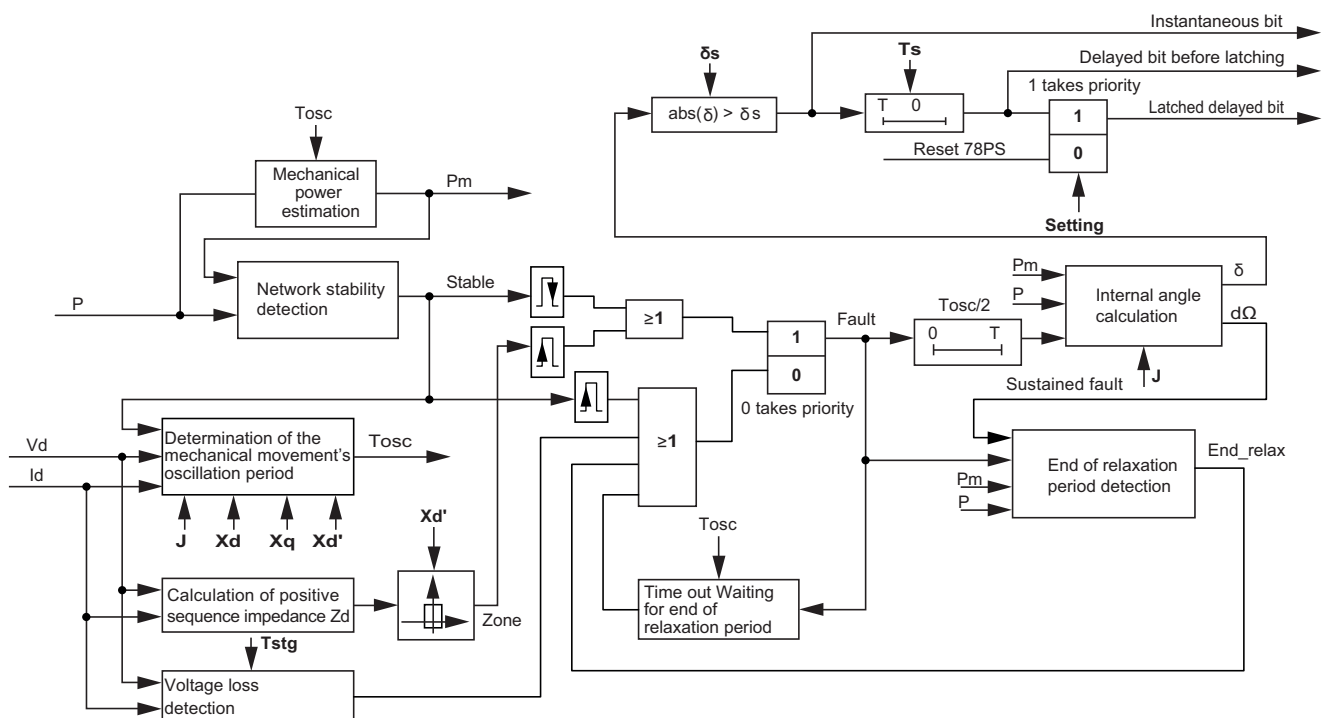 Instantaneous bit
δs
Ts
Delayed bit before latching
1 takes priority
abs(δ) > δs
T 0
1
Latched delayed bit
Reset 78PS
0
Setting
Tosc
Mechanical
power
estimation
Pm
P
Network stability
detection
Stable
≥1
1
0
Fault
0 takes priority
Tosc/2
0 T
Pm
P
Internal angle
calculation
δ
dΩ
J
Sustained fault
≥1
Vd
Id
Determination of the
mechanical movement's
oscillation period
Tosc
J Xd Xq Xd'
Xd'
Pm
P
End of relaxation
period detection
End_relax
Tosc
Time out Waiting
for end of
relaxation period
Calculation of positive
sequence impedance Zd
Zone
Tstg
Voltage loss
detection